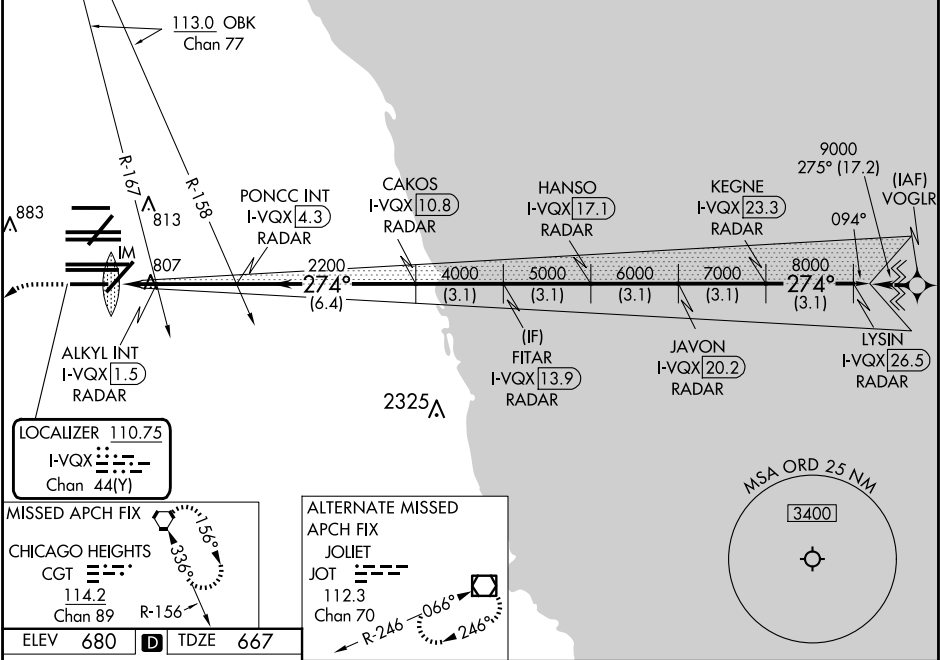 113.0 OBK
Chan 77
R-167
R-158
883
813
807
IM
PONCC INT
I-VQX 4.3
RADAR
CAKOS
I-VQX 10.8
RADAR
HANSO
I-VQX 17.1
RADAR
KEGNE
I-VQX 23.3
RADAR
9000
275° (17.2)
(IAF)
VOGLR
094°
2200
274°
(6.4)
4000
(3.1)
5000
(3.1)
6000
(3.1)
7000
(3.1)
8000
274°
(3.1)
ALKYL INT
I-VQX 1.5
RADAR
(IF)
FITAR
I-VQX 13.9
RADAR
JAVON
I-VQX 20.2
RADAR
LYSIN
I-VQX 26.5
RADAR
2325
LOCALIZER 110.75
I-VQX
Chan 44(Y)
MISSED APCH FIX
CHICAGO HEIGHTS
CGT
114.2
Chan 89
156°
336°
R-156
ALTERNATE MISSED
APCH FIX
JOLIET
JOT
112.3
Chan 70
R-246
066°
246°
MSA ORD 25 NM
3400
ELEV 680 D TDZE 667